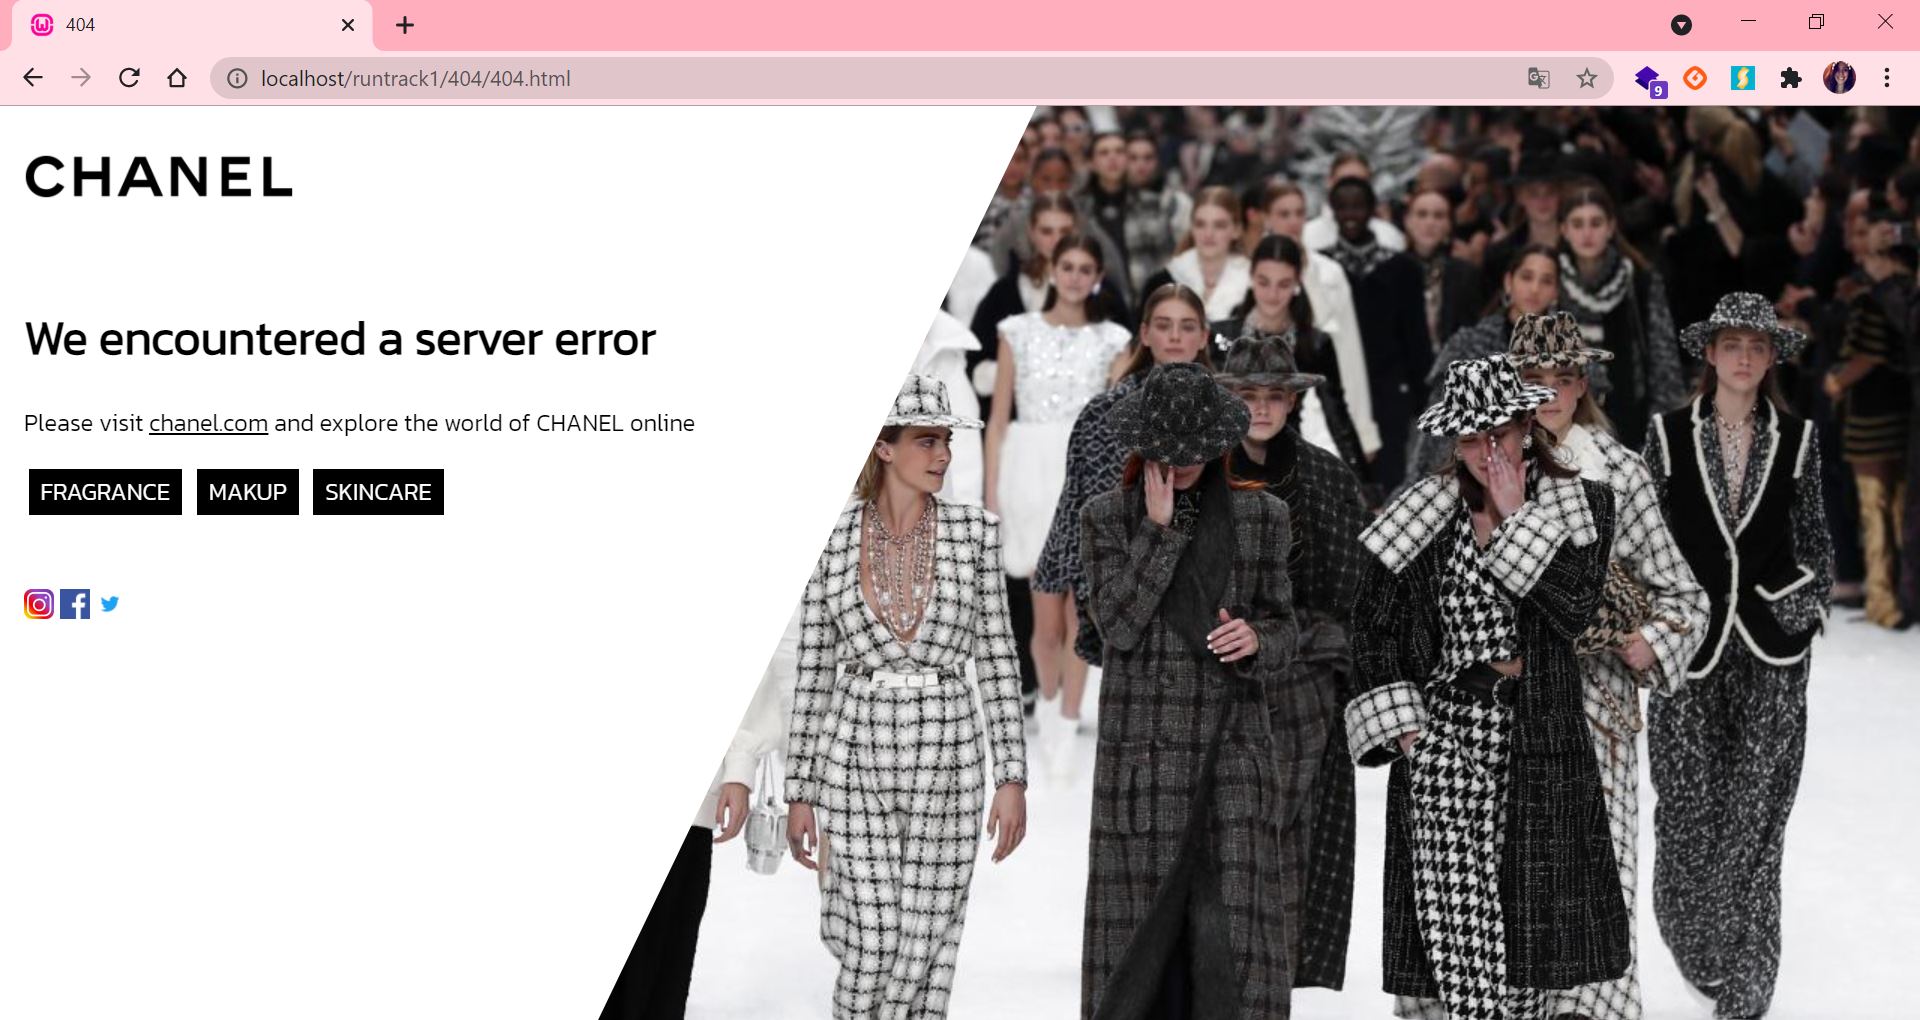 404
localhost/runtrack1/404/404.html
9
CHANEL
We encountered a server error
Please visit chanel.com and explore the world of CHANEL online
FRAGRANCE MAKUP SKINCARE